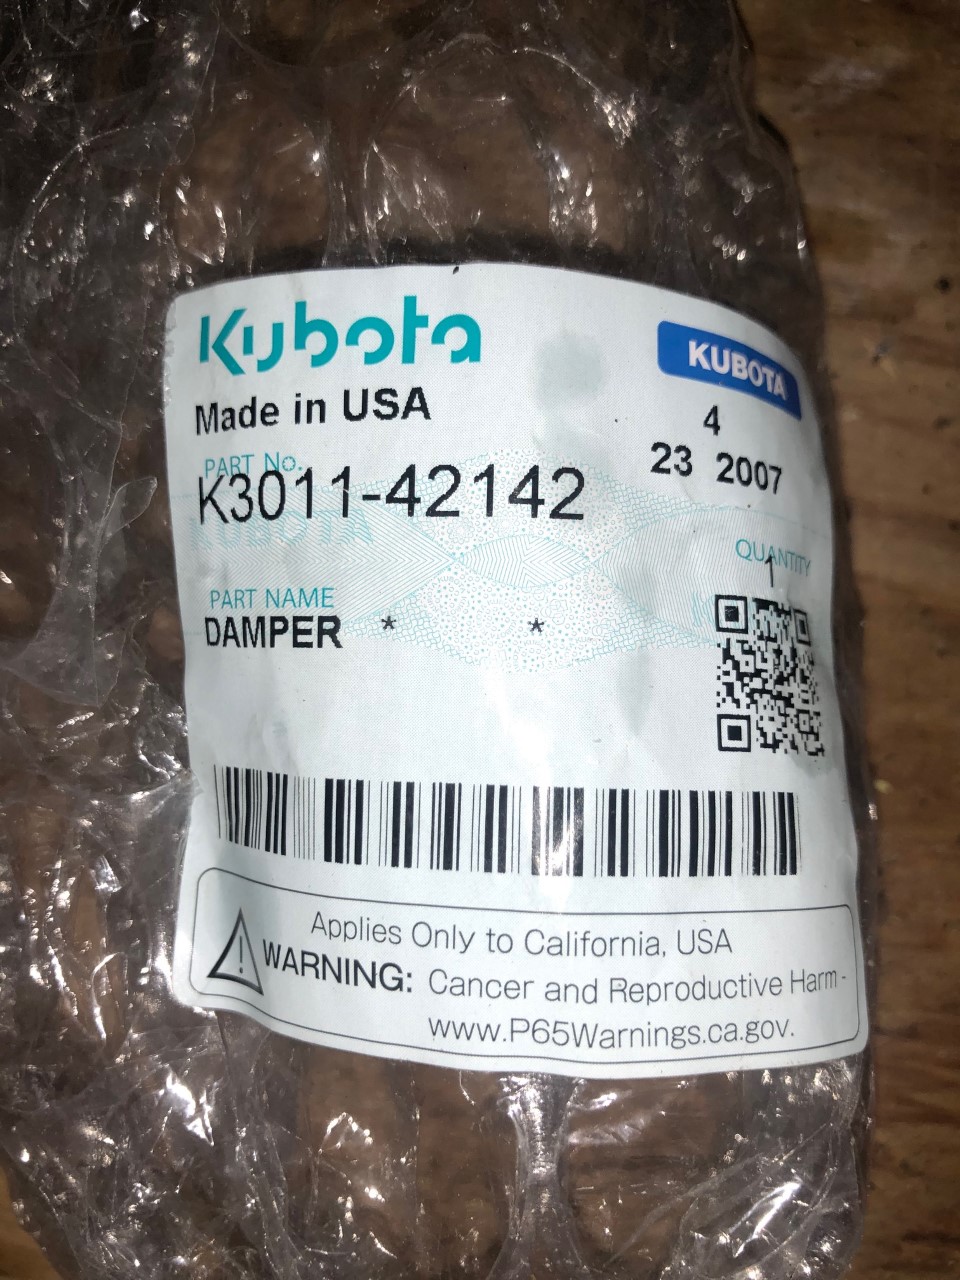 Kubota
KUBOTA
Made in USA
4
23 2007
PART No.
K3011-42142
KUBOTA
QUANTITY
1
PART NAME
DAMPER * *
Applies Only to California, USA
WARNING: Cancer and Reproductive Harm -
www.P65Warnings.ca.gov.